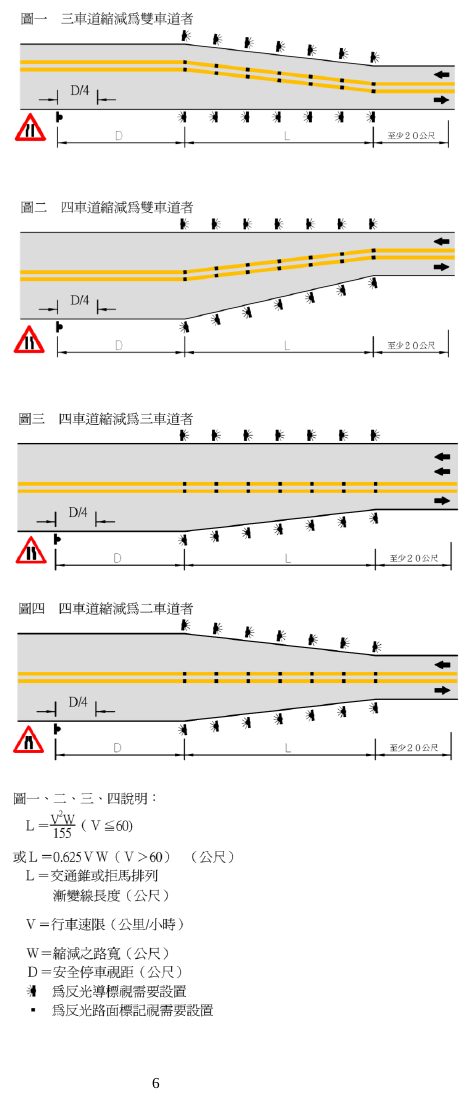 圖一　三車道縮減為雙車道者
D/4
D
L
至少20公尺
圖二　四車道縮減為雙車道者
D/4
D
L
至少20公尺
圖三　四車道縮減為三車道者
D/4
D
L
至少20公尺
圖四　四車道縮減為二車道者
D/4
D
L
至少20公尺
圖一、二、三、四說明：
L＝V²W/155（V≦60）
或L＝0.625VW（V＞60）　（公尺）
L＝交通錐或拒馬排列
漸變線長度（公尺）
V＝行車速限（公里/小時）
W＝縮減之路寬（公尺）
D＝安全停車視距（公尺）
為反光導標視需要設置
為反光路面標記視需要設置
6